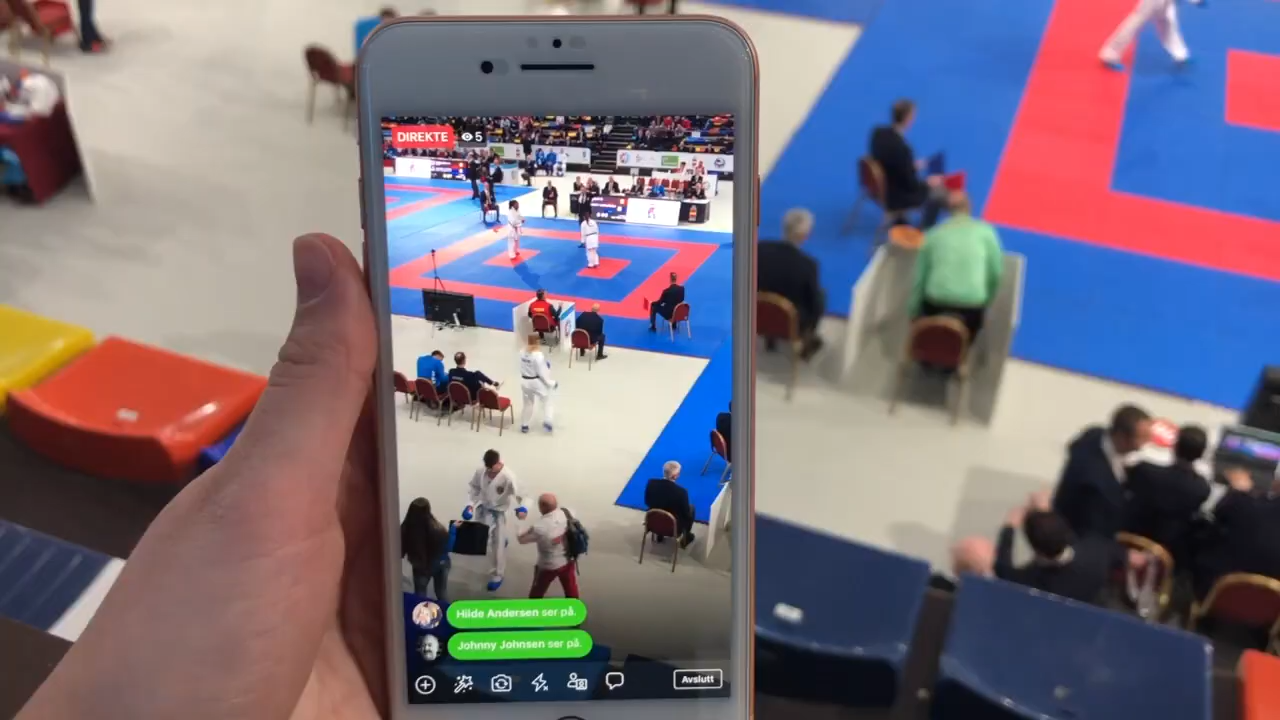 DIREKTE 5
Hilde Andersen ser på.
Johnny Johnsen ser på.
Avslutt